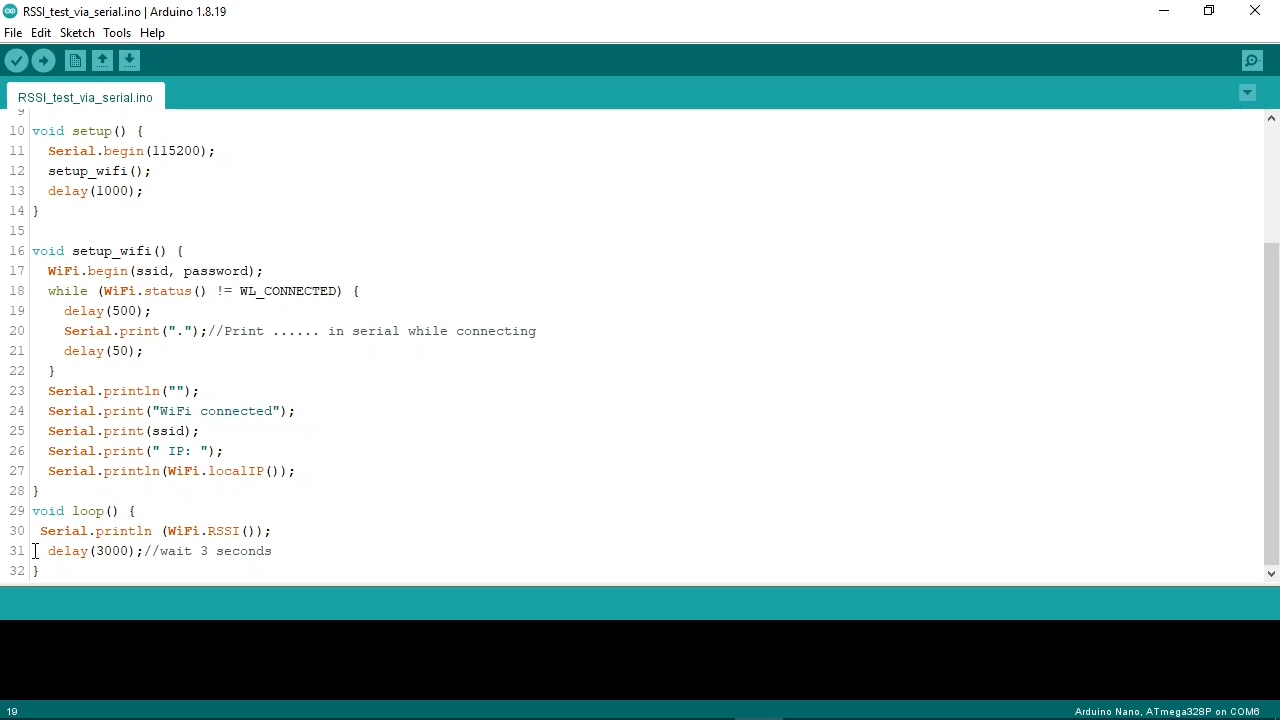 RSSI_test_via_serial.ino | Arduino 1.8.19
File Edit Sketch Tools Help
RSSI_test_via_serial.ino
9
10 void setup() {
11   Serial.begin(115200);
12   setup_wifi();
13   delay(1000);
14 }
15
16 void setup_wifi() {
17   WiFi.begin(ssid, password);
18   while (WiFi.status() != WL_CONNECTED) {
19     delay(500);
20     Serial.print(".");//Print ...... in serial while connecting
21     delay(50);
22   }
23   Serial.println("");
24   Serial.print("WiFi connected");
25   Serial.print(ssid);
26   Serial.print(" IP: ");
27   Serial.println(WiFi.localIP());
28 }
29 void loop() {
30  Serial.println (WiFi.RSSI());
31   delay(3000);//wait 3 seconds
32 }
19 Arduino Nano, ATmega328P on COM6